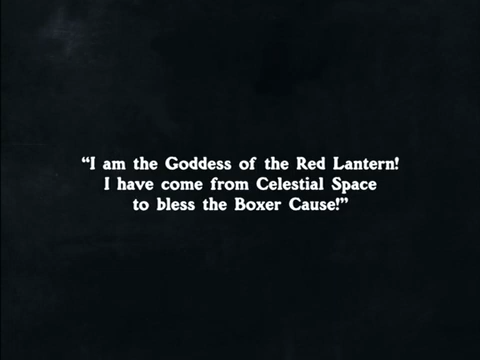 “I am the Goddess of the Red Lantern!
I have come from Celestial Space
to bless the Boxer Cause!”